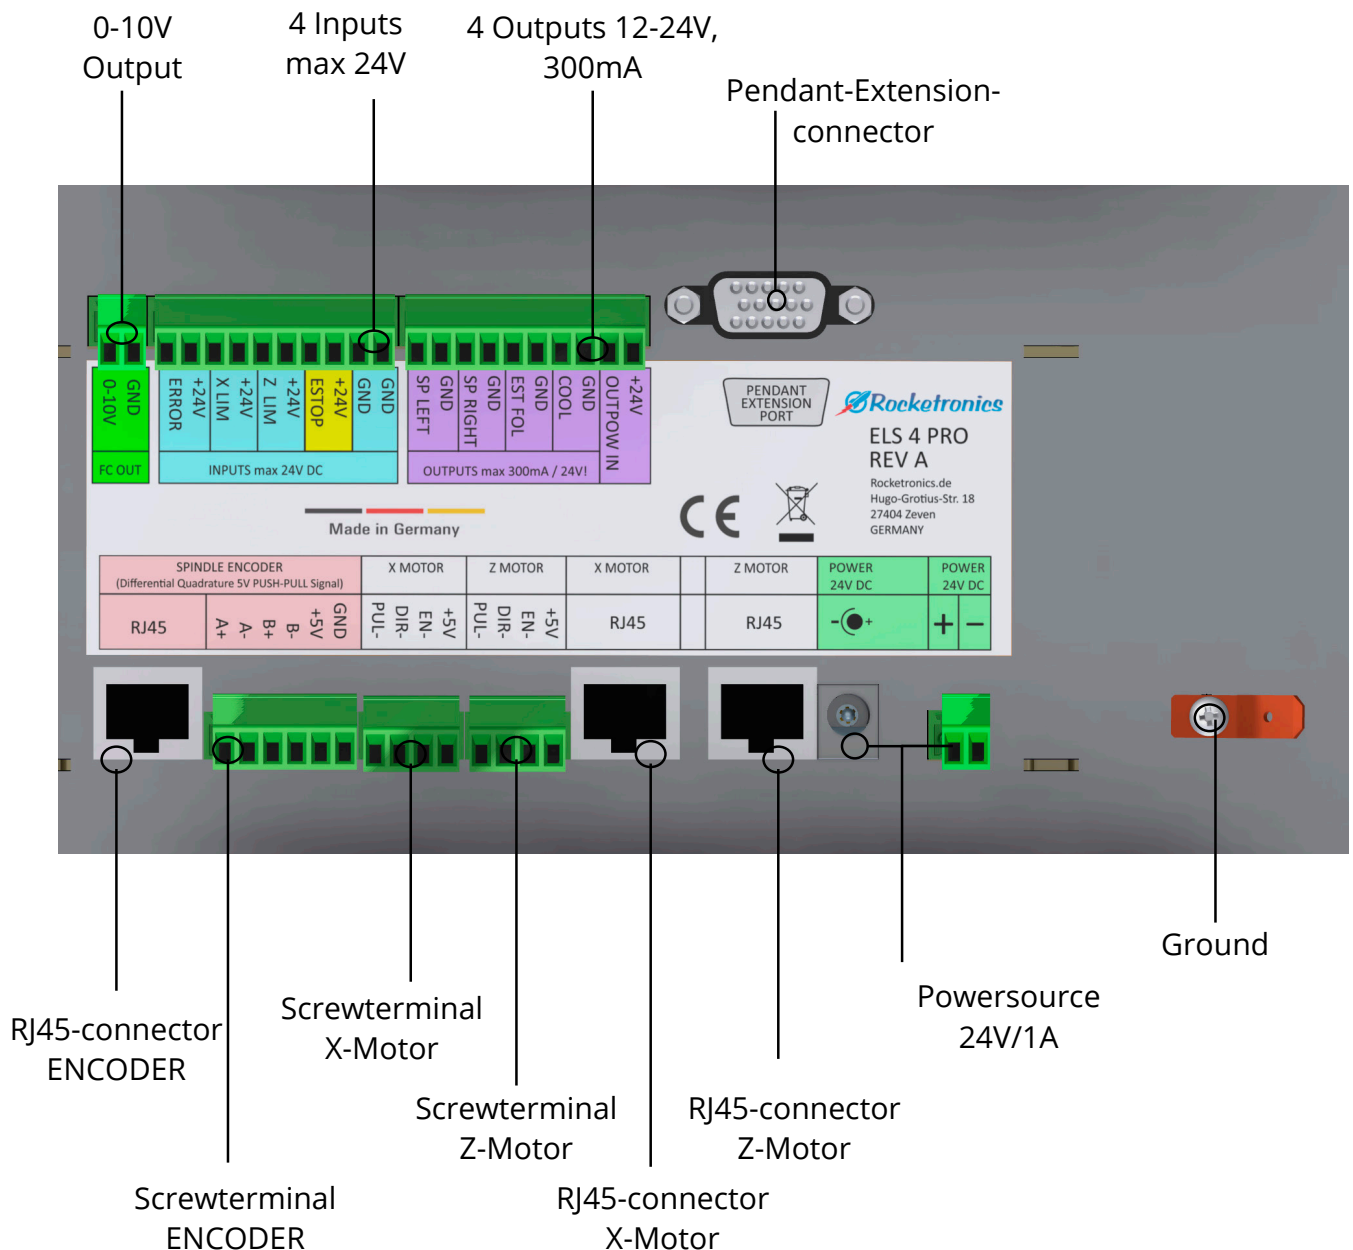 0-10V
Output
4 Inputs
max 24V
4 Outputs 12-24V,
300mA
Pendant-Extension-
connector
0-10V
GND
FC OUT
ERROR
+24V
X LIM
+24V
Z LIM
+24V
ESTOP
+24V
GND
GND
INPUTS max 24V DC
SP LEFT
GND
SP RIGHT
GND
EST FOL
GND
COOL
GND
OUTPOW IN
+24V
OUTPUTS max 300mA / 24V!
PENDANT
EXTENSION
PORT
Rocketronics
ELS 4 PRO
REV A
Rocketronics.de
Hugo-Grotius-Str. 18
27404 Zeven
GERMANY
Made in Germany
CE
SPINDLE ENCODER
(Differential Quadrature 5V PUSH-PULL Signal)
X MOTOR
Z MOTOR
X MOTOR
Z MOTOR
POWER
24V DC
POWER
24V DC
RJ45
A+
A-
B+
B-
+5V
GND
PUL-
DIR-
EN-
+5V
PUL-
DIR-
EN-
+5V
RJ45
RJ45
- +
+ −
Ground
Powersource
24V/1A
RJ45-connector
ENCODER
Screwterminal
X-Motor
Screwterminal
Z-Motor
RJ45-connector
Z-Motor
Screwterminal
ENCODER
RJ45-connector
X-Motor